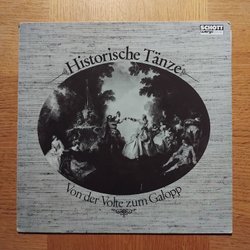 SCHOTT
Historische Tänze
Von der Volte zum Galopp